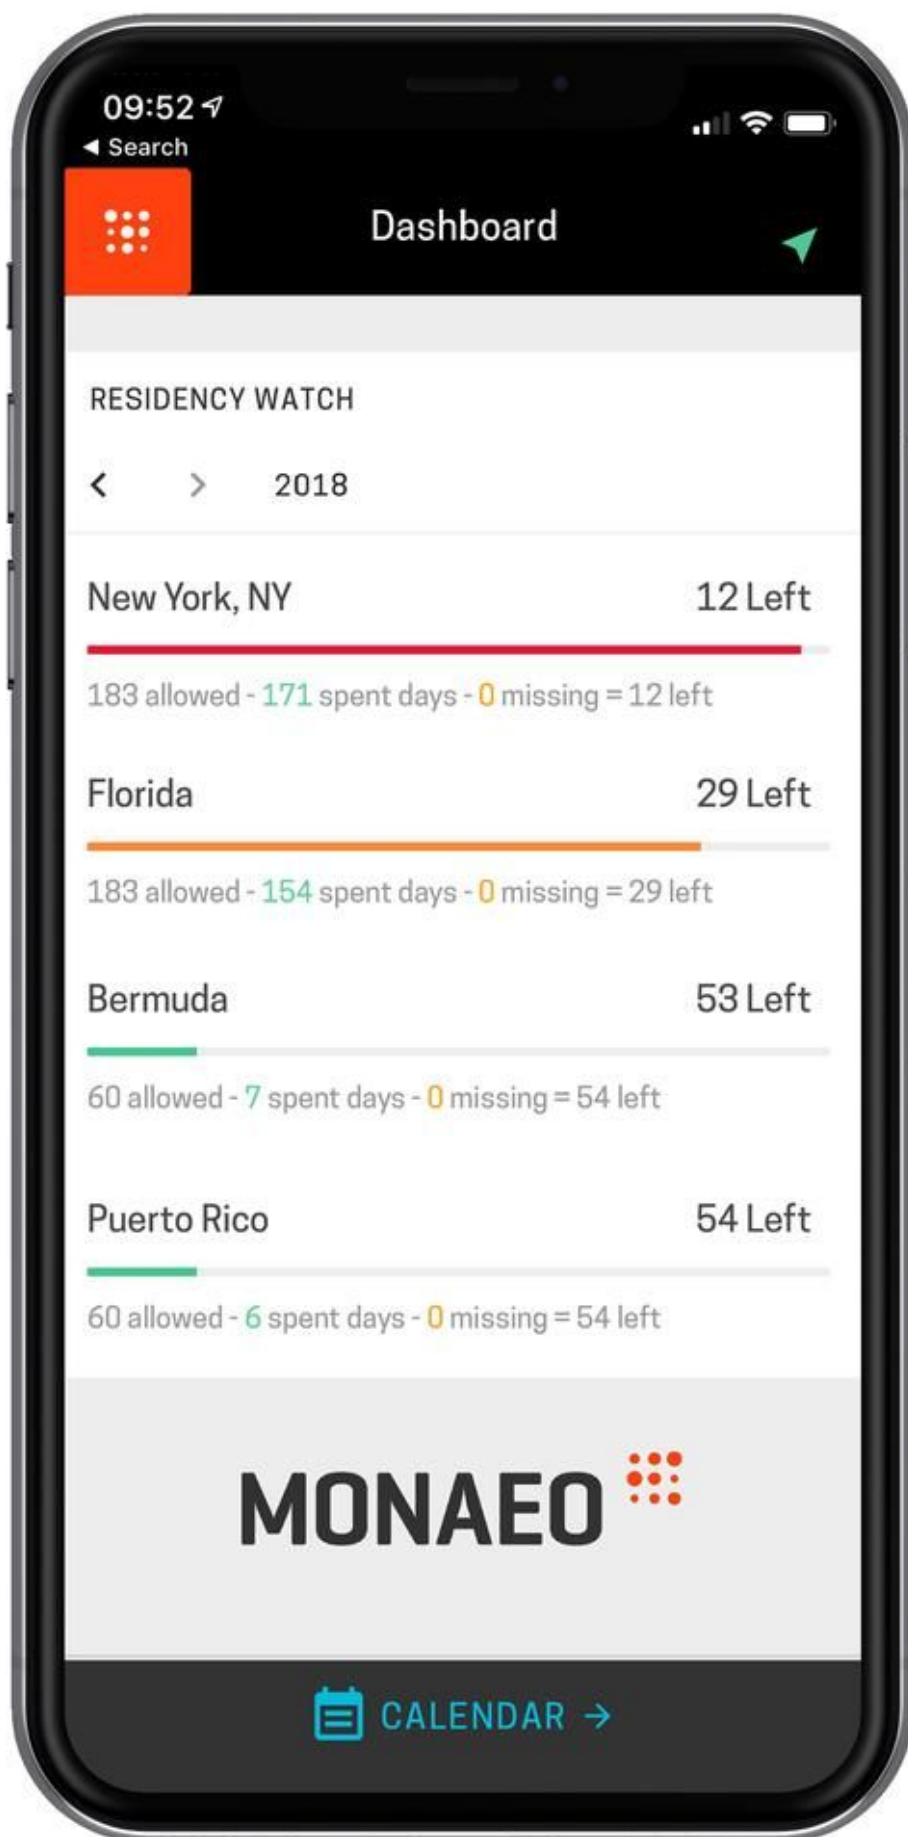 09:52
◀ Search
Dashboard
RESIDENCY WATCH
< > 2018
New York, NY 12 Left
183 allowed - 171 spent days - 0 missing = 12 left
Florida 29 Left
183 allowed - 154 spent days - 0 missing = 29 left
Bermuda 53 Left
60 allowed - 7 spent days - 0 missing = 54 left
Puerto Rico 54 Left
60 allowed - 6 spent days - 0 missing = 54 left
MONAEO
CALENDAR →